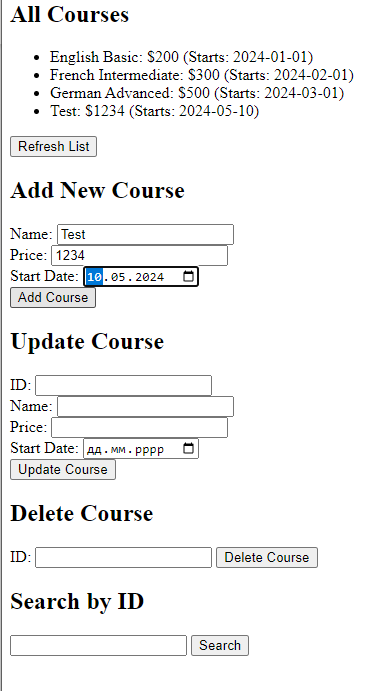 All Courses
English Basic: $200 (Starts: 2024-01-01)
French Intermediate: $300 (Starts: 2024-02-01)
German Advanced: $500 (Starts: 2024-03-01)
Test: $1234 (Starts: 2024-05-10)
Refresh List
Add New Course
Name: Test
Price: 1234
Start Date: 10.05.2024
Add Course
Update Course
ID:
Name:
Price:
Start Date: дд.мм.рррр
Update Course
Delete Course
ID: Delete Course
Search by ID
Search